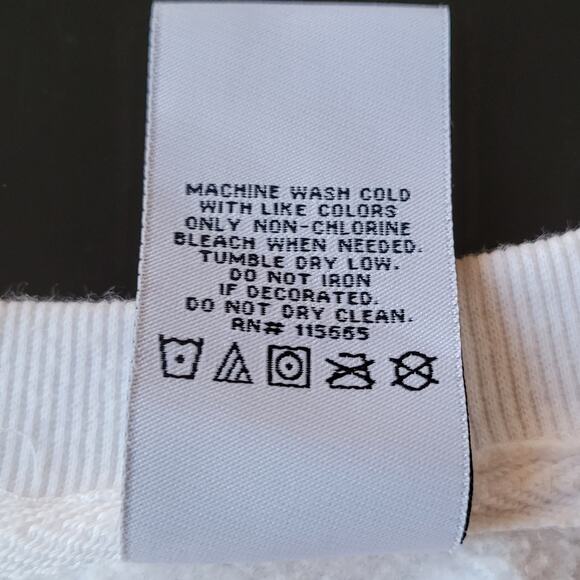 MACHINE WASH COLD
WITH LIKE COLORS
ONLY NON-CHLORINE
BLEACH WHEN NEEDED.
TUMBLE DRY LOW.
DO NOT IRON
IF DECORATED.
DO NOT DRY CLEAN.
RN# 115665